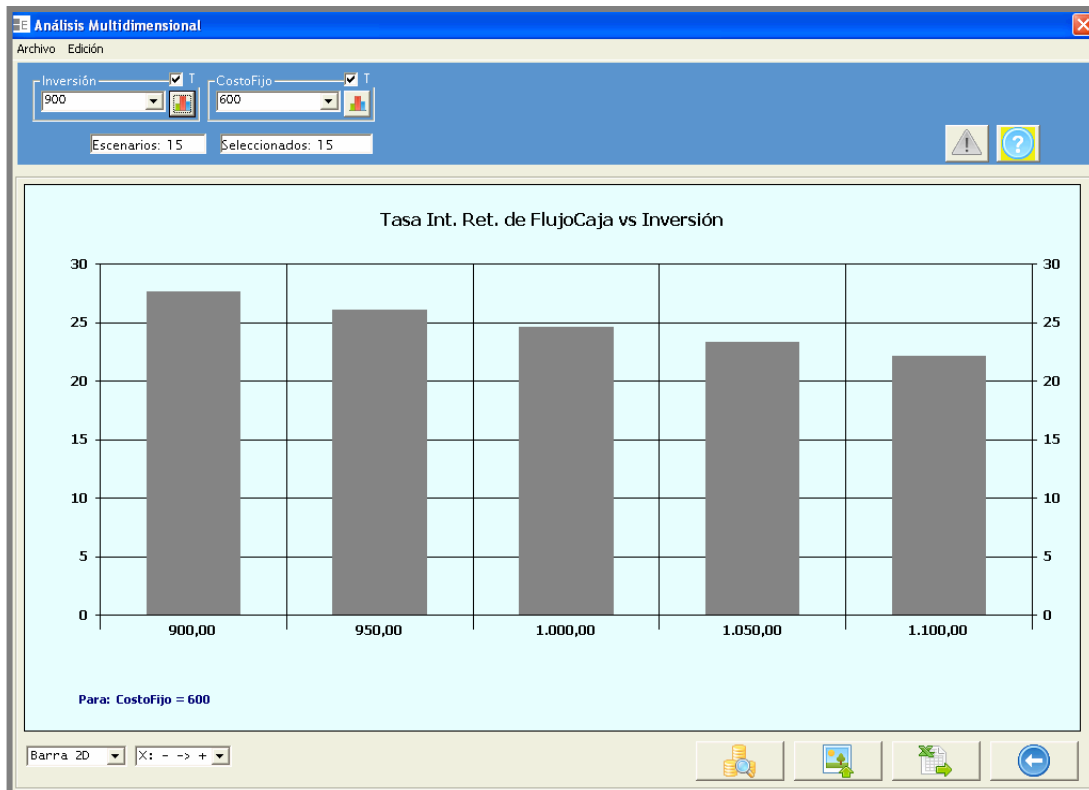 E Análisis Multidimensional
Archivo Edición
Inversión T CostoFijo T
900 600
Escenarios: 15 Seleccionados: 15
Tasa Int. Ret. de FlujoCaja vs Inversión
30 30
25 25
20 20
15 15
10 10
5 5
0 0
900,00 950,00 1.000,00 1.050,00 1.100,00
Para: CostoFijo = 600
Barra 2D X: - -> +